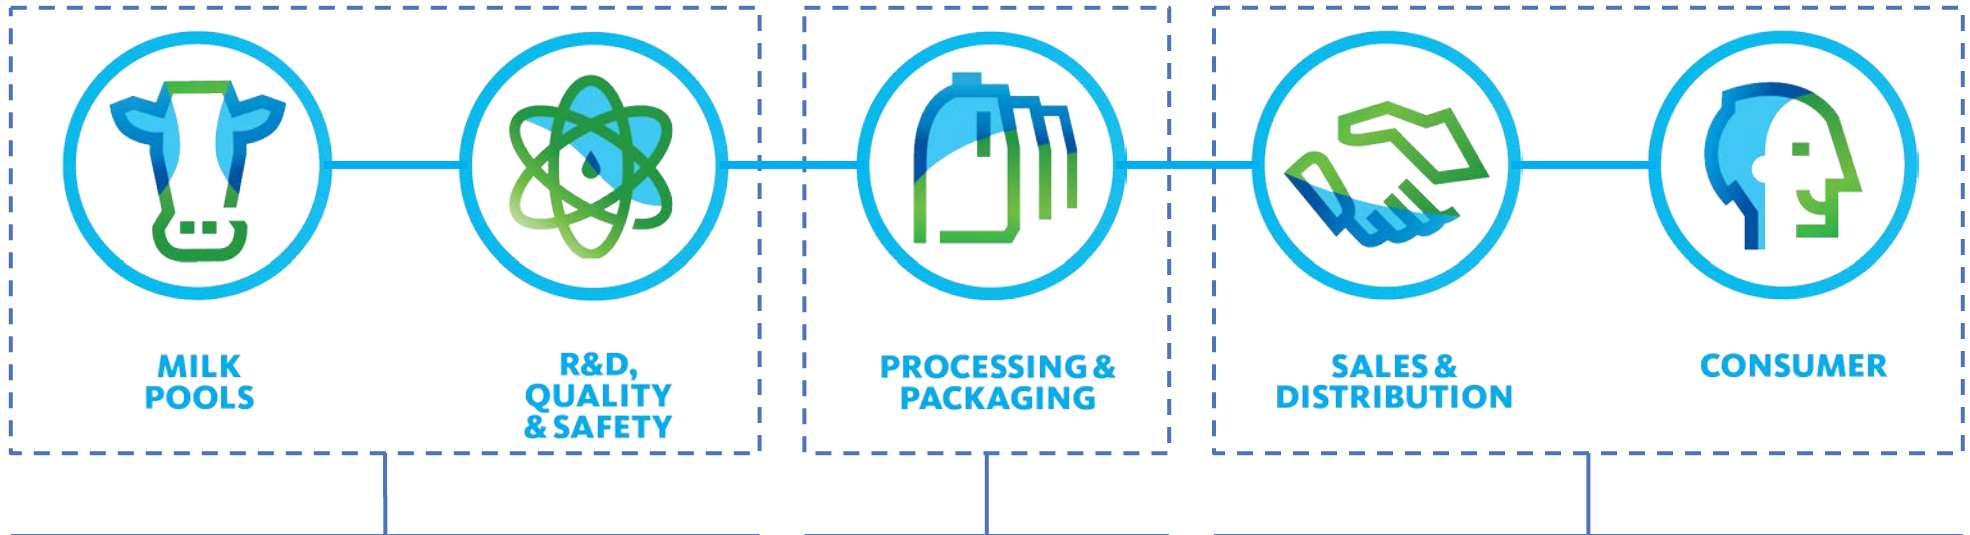 MILK
POOLS
R&D,
QUALITY
& SAFETY
PROCESSING &
PACKAGING
SALES &
DISTRIBUTION
CONSUMER